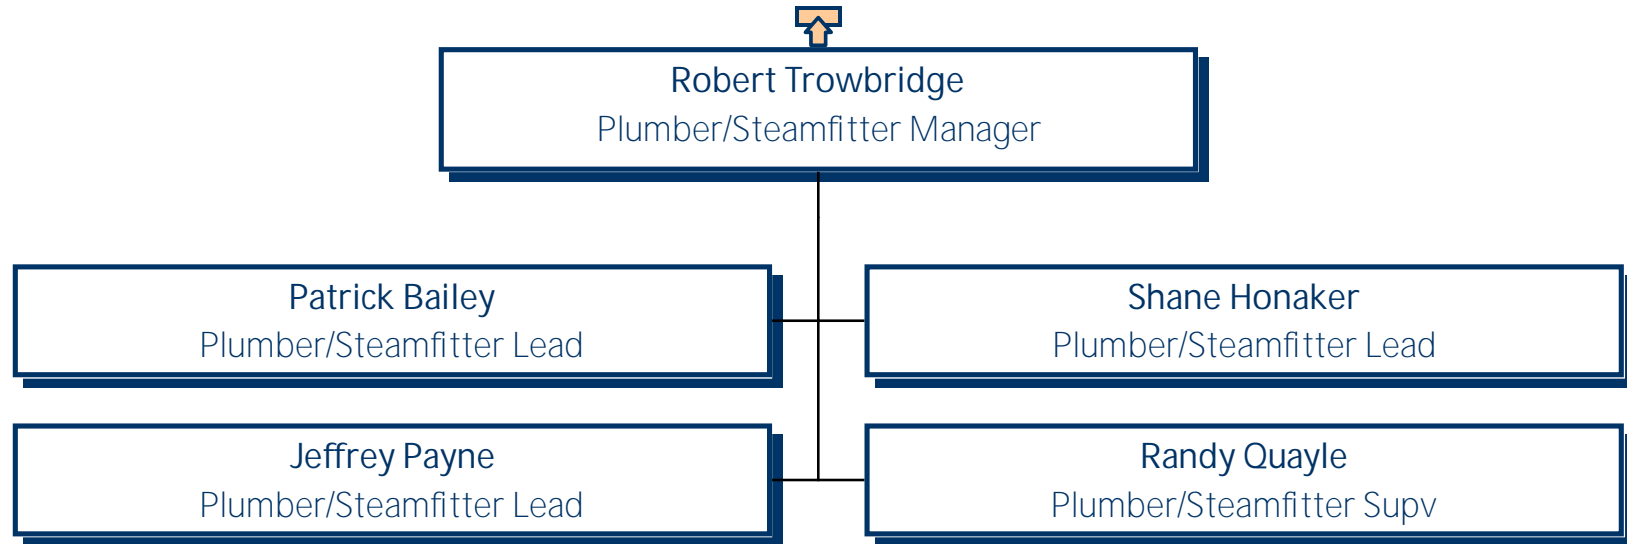 Robert Trowbridge
Plumber/Steamfitter Manager
Patrick Bailey
Plumber/Steamfitter Lead
Shane Honaker
Plumber/Steamfitter Lead
Jeffrey Payne
Plumber/Steamfitter Lead
Randy Quayle
Plumber/Steamfitter Supv